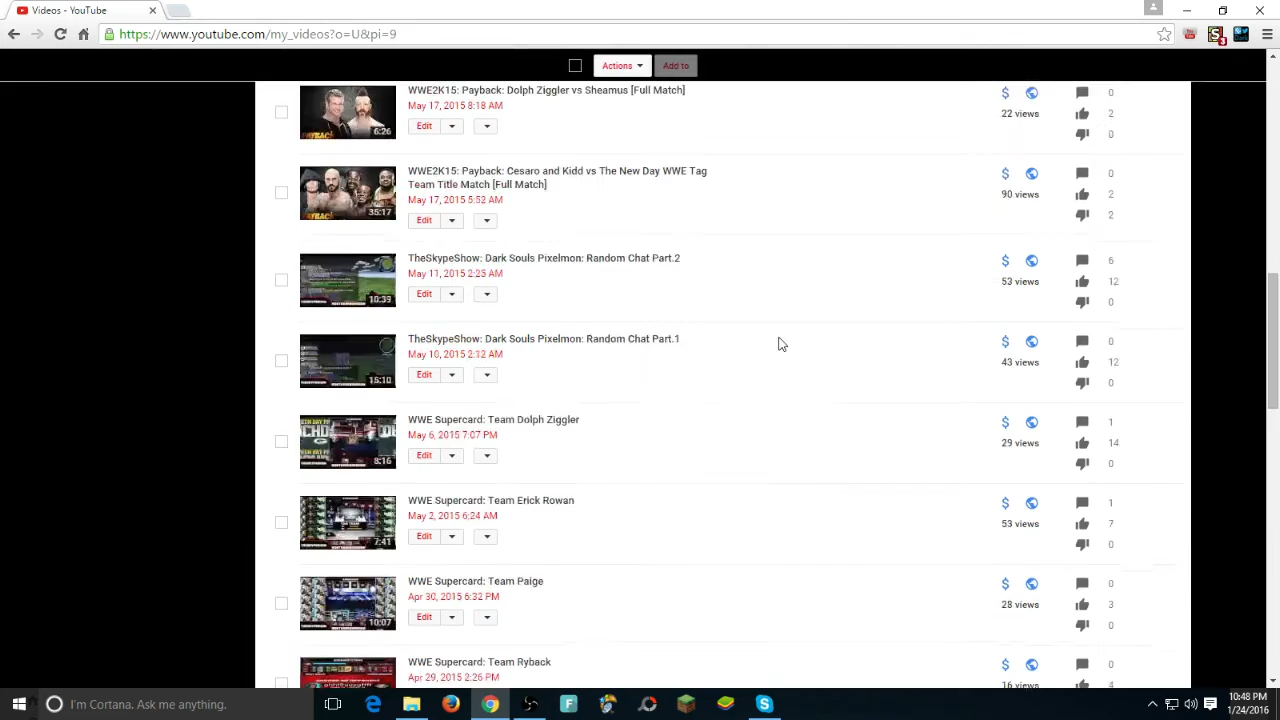 Videos - YouTube
https://www.youtube.com/my_videos?o=U&pi=9
3
Actions
Add to
WWE2K15: Payback: Dolph Ziggler vs Sheamus [Full Match]
May 17, 2015 8:18 AM
Edit
6:26
22 views
0
2
0
WWE2K15: Payback: Cesaro and Kidd vs The New Day WWE Tag
Team Title Match [Full Match]
May 17, 2015 5:52 AM
Edit
35:17
90 views
0
2
2
TheSkypeShow: Dark Souls Pixelmon: Random Chat Part.2
May 11, 2015 2:25 AM
Edit
10:39
53 views
6
12
0
TheSkypeShow: Dark Souls Pixelmon: Random Chat Part.1
May 10, 2015 2:12 AM
Edit
15:10
43 views
0
12
0
WWE Supercard: Team Dolph Ziggler
May 6, 2015 7:07 PM
Edit
8:16
29 views
1
14
0
WWE Supercard: Team Erick Rowan
May 2, 2015 6:24 AM
Edit
7:41
53 views
1
7
0
WWE Supercard: Team Paige
Apr 30, 2015 6:32 PM
Edit
10:07
28 views
0
3
0
WWE Supercard: Team Ryback
Apr 29, 2015 2:26 PM
16 views
0
4
I'm Cortana. Ask me anything.
10:48 PM
1/24/2016